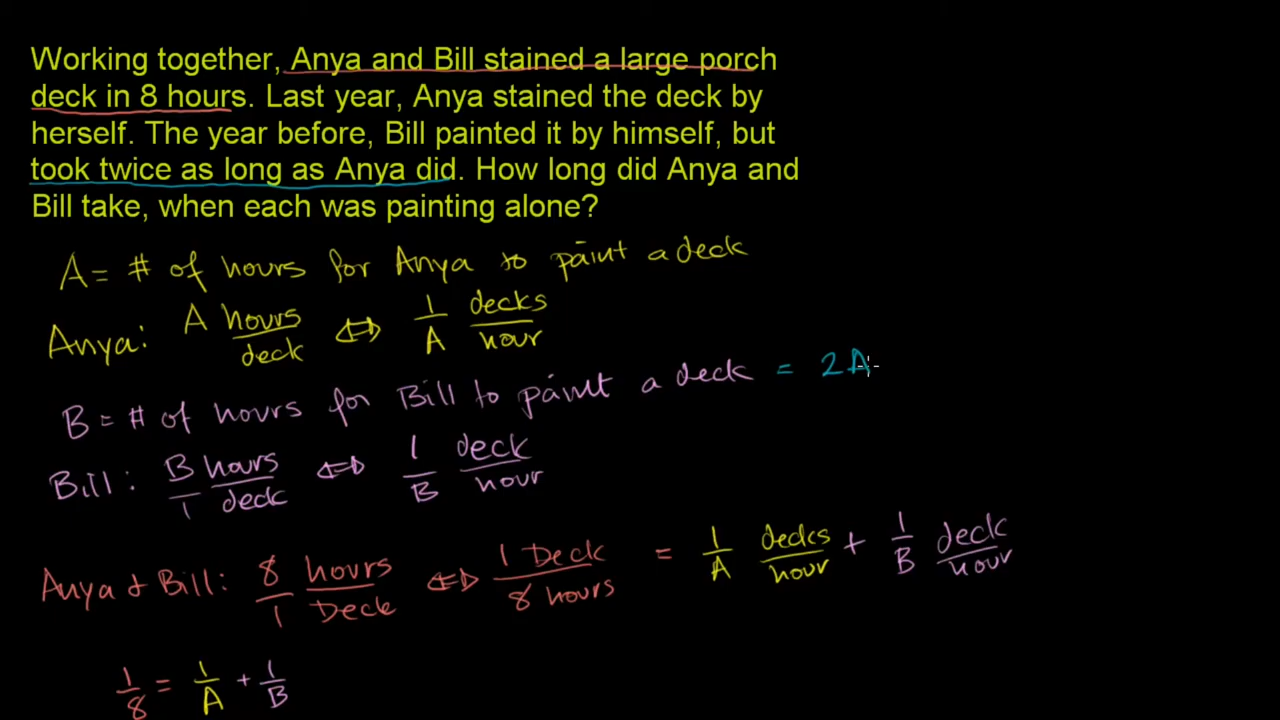 Working together, Anya and Bill stained a large porch
deck in 8 hours. Last year, Anya stained the deck by
herself. The year before, Bill painted it by himself, but
took twice as long as Anya did. How long did Anya and
Bill take, when each was painting alone?
A = # of hours for Anya to paint a deck
Anya: A hours/deck ⇔ 1/A decks/hour
B = # of hours for Bill to paint a deck = 2A
Bill: B/1 hours/deck ⇔ 1/B deck/hour
Anya & Bill: 8/1 hours/Deck ⇔ 1 Deck/8 hours = 1/A decks/hour + 1/B deck/hour
1/8 = 1/A + 1/B